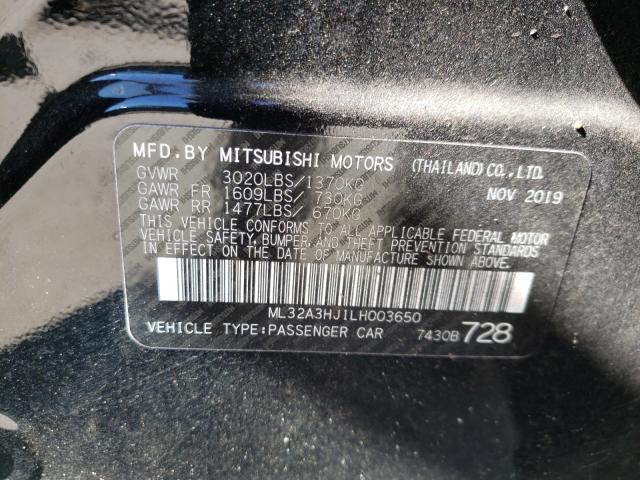 MFD.BY MITSUBISHI MOTORS (THAILAND)CO.,LTD.
GVWR 3020LBS/1370KG NOV 2019
GAWR FR 1609LBS/ 730KG
GAWR RR 1477LBS/ 670KG
THIS VEHICLE CONFORMS TO ALL APPLICABLE FEDERAL MOTOR
VEHICLE SAFETY, BUMPER, AND THEFT PREVENTION STANDARDS
IN EFFECT ON THE DATE OF MANUFACTURE SHOWN ABOVE.
ML32A3HJ1LH003650
VEHICLE TYPE:PASSENGER CAR 7430B 728